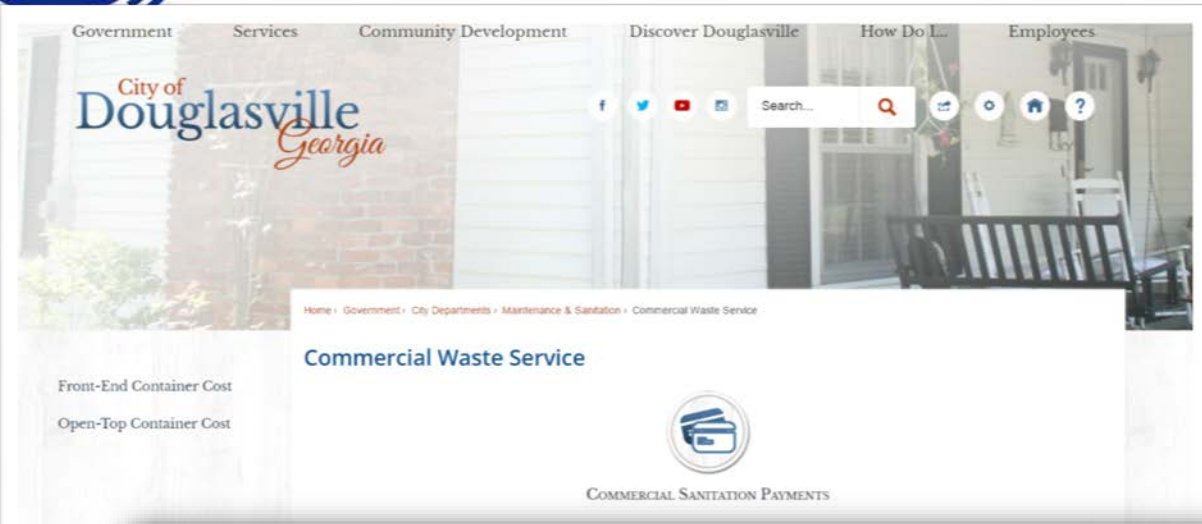 Government Services Community Development Discover Douglasville How Do I... Employees
City of
Douglasville
Georgia
Search...
Home › Government › City Departments › Maintenance & Sanitation › Commercial Waste Service
Commercial Waste Service
Front-End Container Cost
Open-Top Container Cost
COMMERCIAL SANITATION PAYMENTS